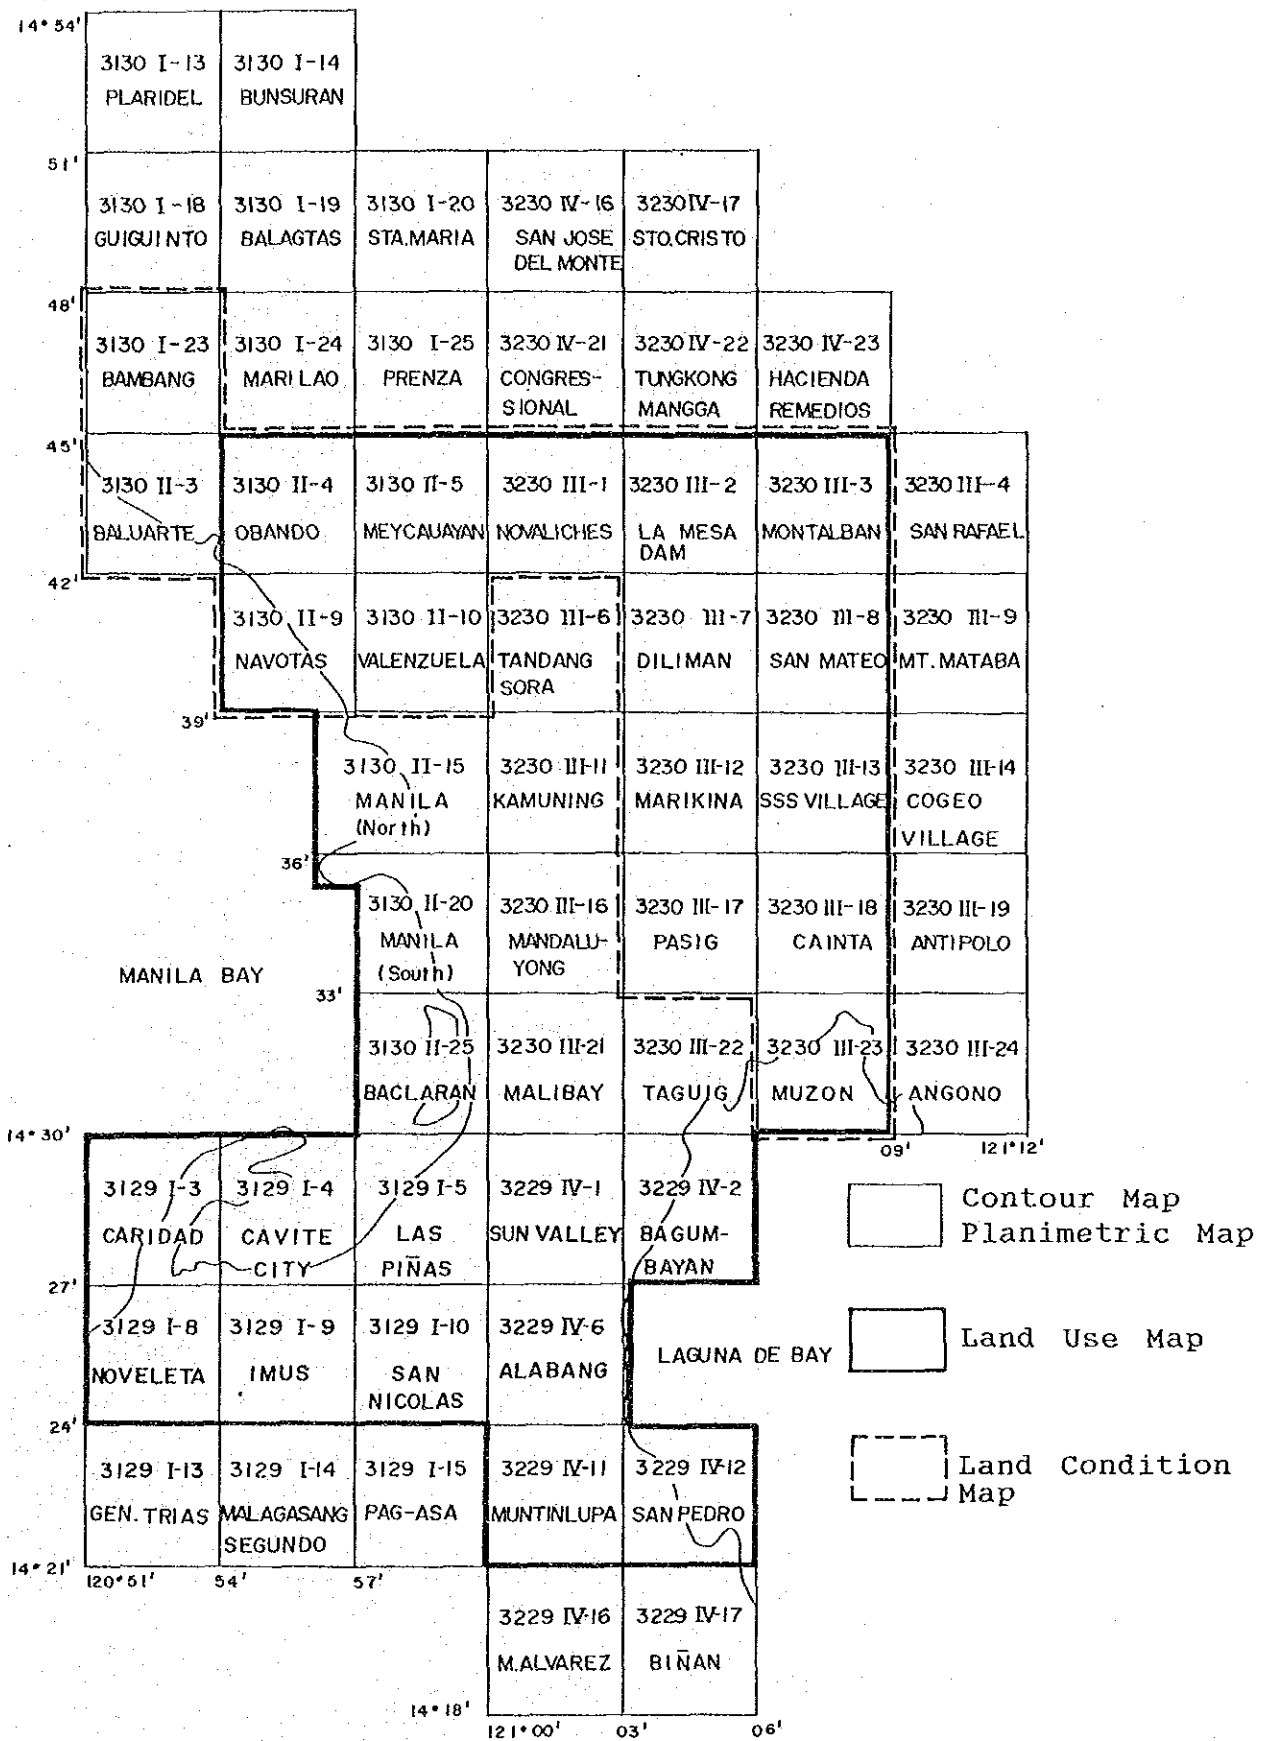 14° 54'
3130 I-13 3130 I-14
PLARIDEL BUNSURAN
51'
3130 I-18 3130 I-19 3130 I-20 3230 IV-16 3230 IV-17
GUIGUINTO BALAGTAS STA.MARIA SAN JOSE STO.CRISTO
DEL MONTE
48'
3130 I-23 3130 I-24 3130 I-25 3230 IV-21 3230 IV-22 3230 IV-23
BAMBANG MARILAO PRENZA CONGRES- TUNGKONG HACIENDA
SIONAL MANGGA REMEDIOS
45'
3130 II-3 3130 II-4 3130 II-5 3230 III-1 3230 III-2 3230 III-3 3230 III-4
BALUARTE OBANDO MEYCAUAYAN NOVALICHES LA MESA MONTALBAN SAN RAFAEL
DAM
42'
3130 II-9 3130 II-10 3230 III-6 3230 III-7 3230 III-8 3230 III-9
NAVOTAS VALENZUELA TANDANG DILIMAN SAN MATEO MT. MATABA
SORA
39'
3130 II-15 3230 III-11 3230 III-12 3230 III-13 3230 III-14
MANILA KAMUNING MARIKINA SSS VILLAGE COGEO
(North) VILLAGE
36'
3130 II-20 3230 III-16 3230 III-17 3230 III-18 3230 III-19
MANILA MANDALU- PASIG CAINTA ANTIPOLO
(South) YONG
MANILA BAY
33'
3130 II-25 3230 III-21 3230 III-22 3230 III-23 3230 III-24
BACLARAN MALIBAY TAGUIG MUZON ANGONO
14° 30'
09' 121° 12'
3129 I-3 3129 I-4 3129 I-5 3229 IV-1 3229 IV-2
CARIDAD CAVITE LAS SUN VALLEY BAGUM-
CITY PIÑAS BAYAN
Contour Map
Planimetric Map
27'
3129 I-8 3129 I-9 3129 I-10 3229 IV-6
NOVELETA IMUS SAN ALABANG
NICOLAS
LAGUNA DE BAY
Land Use Map
24'
3129 I-13 3129 I-14 3129 I-15 3229 IV-11 3229 IV-12
GEN. TRIAS MALAGASANG PAG-ASA MUNTINLUPA SAN PEDRO
SEGUNDO
Land Condition
Map
14° 21'
120° 51' 54' 57'
3229 IV-16 3229 IV-17
M.ALVAREZ BIÑAN
14° 18'
121° 00' 03' 06'